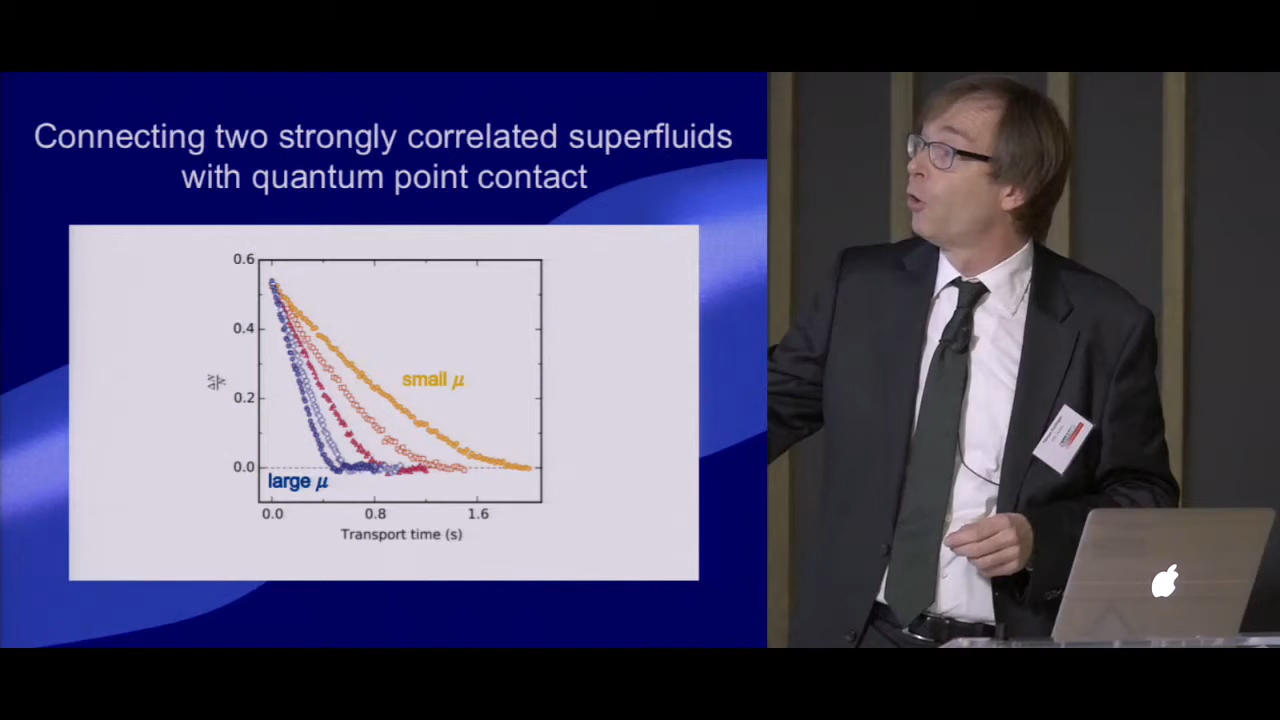 Connecting two strongly correlated superfluids
with quantum point contact
0.6
0.4
0.2
0.0
ΔN
N
small μ
large μ
0.0 0.8 1.6
Transport time (s)